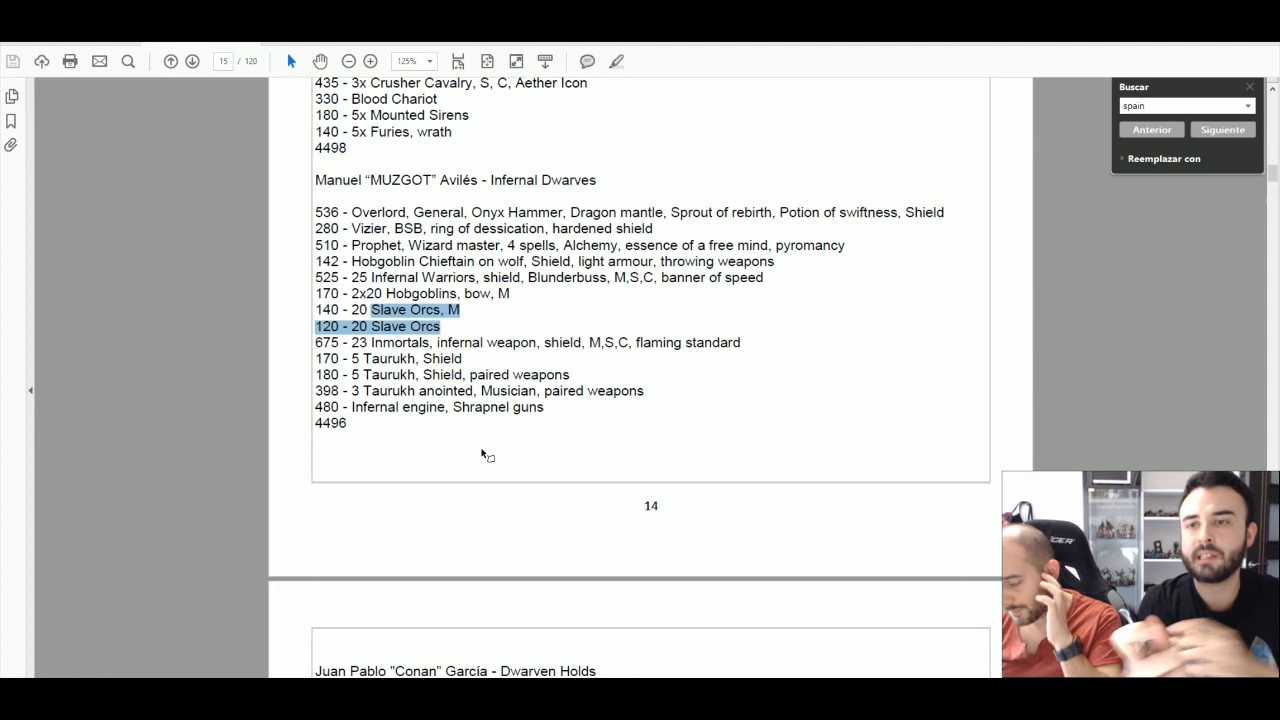 15 / 120
125%
Buscar
spain
Anterior Siguiente
Reemplazar con
435 - 3x Crusher Cavalry, S, C, Aether Icon
330 - Blood Chariot
180 - 5x Mounted Sirens
140 - 5x Furies, wrath
4498
Manuel “MUZGOT” Avilés - Infernal Dwarves
536 - Overlord, General, Onyx Hammer, Dragon mantle, Sprout of rebirth, Potion of swiftness, Shield
280 - Vizier, BSB, ring of dessication, hardened shield
510 - Prophet, Wizard master, 4 spells, Alchemy, essence of a free mind, pyromancy
142 - Hobgoblin Chieftain on wolf, Shield, light armour, throwing weapons
525 - 25 Infernal Warriors, shield, Blunderbuss, M,S,C, banner of speed
170 - 2x20 Hobgoblins, bow, M
140 - 20 Slave Orcs, M
120 - 20 Slave Orcs
675 - 23 Inmortals, infernal weapon, shield, M,S,C, flaming standard
170 - 5 Taurukh, Shield
180 - 5 Taurukh, Shield, paired weapons
398 - 3 Taurukh anointed, Musician, paired weapons
480 - Infernal engine, Shrapnel guns
4496
14
Juan Pablo "Conan" García - Dwarven Holds